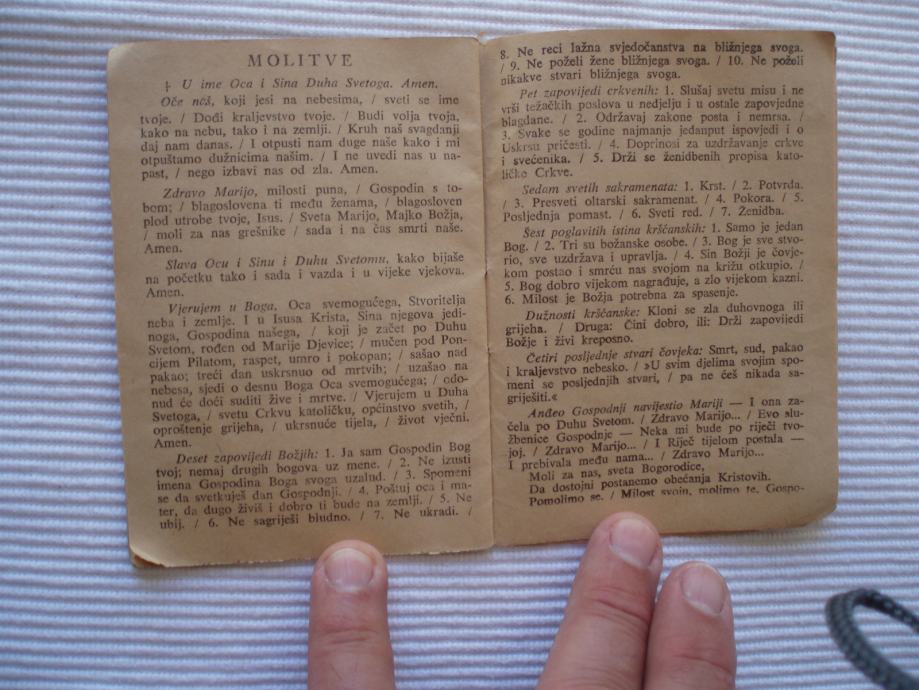 MOLITVE
† U ime Oca i Sina Duha Svetoga. Amen.
Oče nâš, koji jesi na nebesima, / sveti se ime
tvoje. / Dođi kraljevstvo tvoje. / Budi volja tvoja,
kako na nebu, tako i na zemlji. / Kruh naš svagdanji
daj nam danas. / I otpusti nam duge naše kako i mi
otpuštamo dužnicima našim. / I ne uvedi nas u na-
past, / nego izbavi nas od zla. Amen.
Zdravo Marijo, milosti puna, / Gospodin s to-
bom; / blagoslovena ti među ženama, / blagosloven
plod utrobe tvoje, Isus. / Sveta Marijo, Majko Božja,
/ moli za nas grešnike / sada i na čas smrti naše.
Amen.
Slava Ocu i Sinu i Duhu Svetomu, kako bijaše
na početku tako i sada i vazda i u vijeke vjekova.
Amen.
Vjerujem u Boga, Oca svemogućega, Stvoritelja
neba i zemlje. I u Isusa Krista, Sina njegova jedi-
noga, Gospodina našega, / koji je začet po Duhu
Svetom, rođen od Marije Djevice; / mučen pod Pon-
cijem Pilatom, raspet, umro i pokopan; / sašao nad
pakao; treći dan uskrsnuo od mrtvih; / uzašao na
nebesa, sjedi o desnu Boga Oca svemogućega; / odo-
nud će doći suditi žive i mrtve. / Vjerujem u Duha
Svetoga, / svetu Crkvu katoličku, općinstvo svetih, /
oproštenje grijeha, / ukrsnuće tijela, / život vječni.
Amen.
Deset zapovijedi Božjih: 1. Ja sam Gospodin Bog
tvoj; nemaj drugih bogova uz mene. / 2. Ne izusti
imena Gospodina Boga svoga uzalud. / 3. Spomeni
se da svetkuješ dan Gospodnji. / 4. Poštuj oca i ma-
ter, da dugo živiš i dobro ti bude na zemlji. / 5. Ne
ubij. / 6. Ne sagriješi bludno. / 7. Ne ukradi. /
8. Ne reci lažna svjedočanstva na bližnjega svoga.
/ 9. Ne poželi žene bližnjega svoga. / 10. Ne poželi
nikakve stvari bližnjega svoga.
Pet zapovijedi crkvenih: 1. Slušaj svetu misu i ne
vrši težačkih poslova u nedjelju i u ostale zapovjedne
blagdane. / 2. Održavaj zakone posta i nemrsa. /
3. Svake se godine najmanje jedanput ispovjedi i o
Uskrsu pričesti. / 4. Doprinosi za uzdržavanje crkve
i svećenika. / 5. Drži se ženidbenih propisa kato-
ličke Crkve.
Sedam svetih sakramenata: 1. Krst. / 2. Potvrda.
/ 3. Presveti oltarski sakramenat. / 4. Pokora. / 5.
Posljednja pomast. / 6. Sveti red. / 7. Ženidba.
Šest poglavitih istina kršćanskih: 1. Samo je jedan
Bog. / 2. Tri su božanske osobe. / 3. Bog je sve stvo-
rio, sve uzdržava i upravlja. / 4. Sin Božji je čovje-
kom postao i smrću nas svojom na križu otkupio. /
5. Bog dobro vijekom nagrađuje, a zlo vijekom kazni.
6. Milost je Božja potrebna za spasenje.
Dužnosti kršćanske: Kloni se zla duhovnoga ili
grijeha. / Druga: Čini dobro, ili: Drži zapovijedi
Božje i živi kreposno.
Četiri posljednje stvari čovjeka: Smrt, sud, pakao
i kraljevstvo nebesko. / »U svim djelima svojim spo-
meni se posljednjih stvari, / pa ne ćeš nikada sa-
griješiti.«
Anđeo Gospodnji navijestio Mariji — I ona za-
čela po Duhu Svetom. / Zdravo Marijo... / Evo slu-
žbenice Gospodnje — Neka mi bude po riječi tvo-
joj. / Zdravo Marijo... / I Riječ tijelom postala —
I prebivala među nama... / Zdravo Marijo...
Moli za nas, sveta Bogorodice,
Da dostojni postanemo obećanja Kristovih.
Pomolimo se. / Milost svoju, molimo te, Gospo-